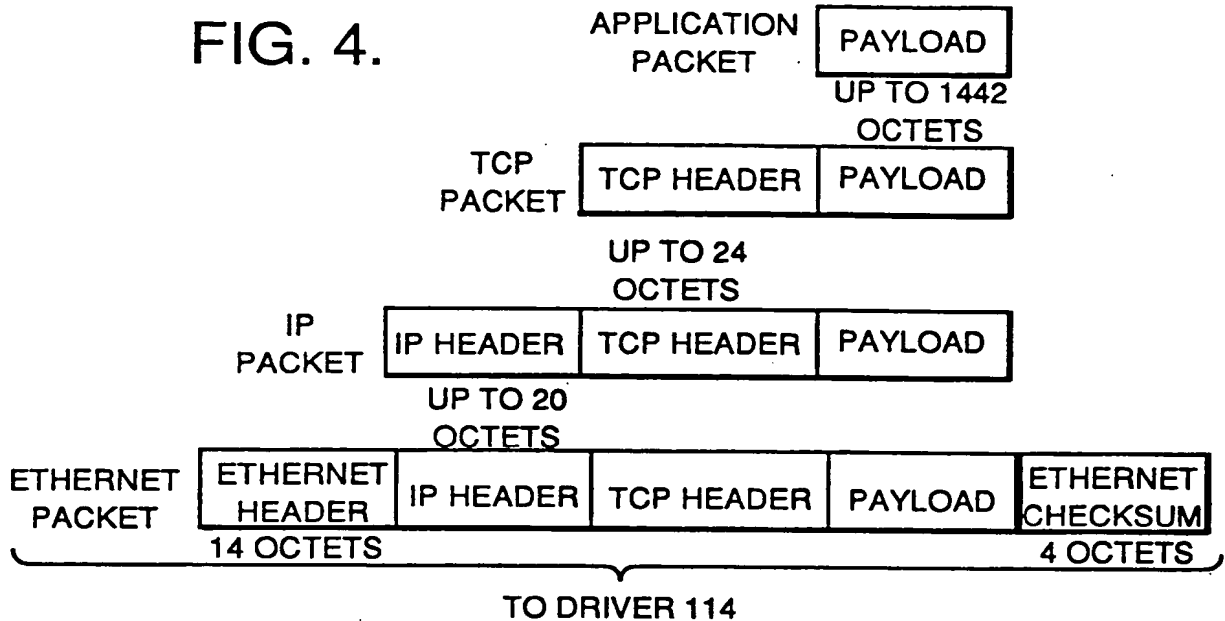 FIG. 4.
APPLICATION
PACKET
PAYLOAD
UP TO 1442
OCTETS
TCP
PACKET
TCP HEADER
PAYLOAD
UP TO 24
OCTETS
IP
PACKET
IP HEADER
TCP HEADER
PAYLOAD
UP TO 20
OCTETS
ETHERNET
PACKET
ETHERNET
HEADER
IP HEADER
TCP HEADER
PAYLOAD
ETHERNET
CHECKSUM
14 OCTETS
4 OCTETS
TO DRIVER 114